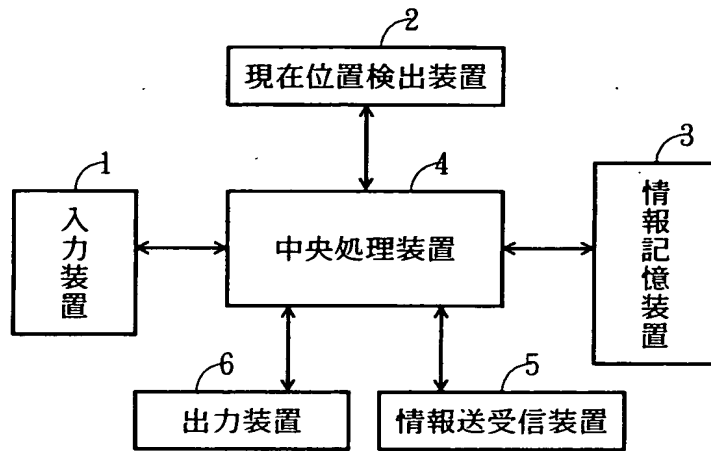 2
現在位置検出装置
1
入力装置
4
中央処理装置
3
情報記憶装置
6
出力装置
5
情報送受信装置